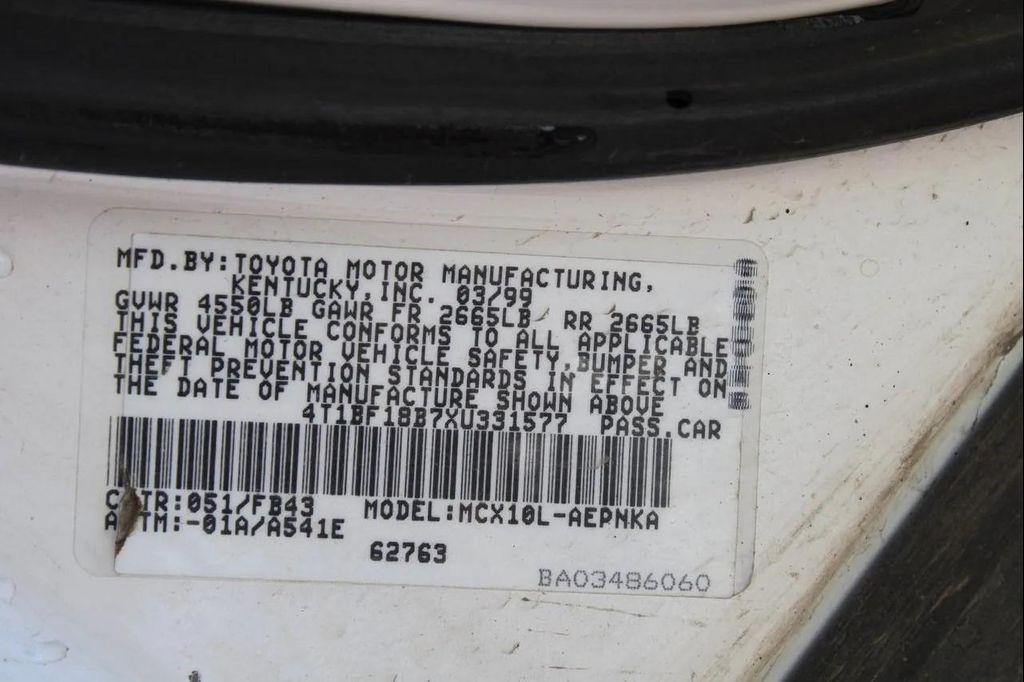 MFD.BY:TOYOTA MOTOR MANUFACTURING,
KENTUCKY,INC. 03/99
GVWR 4550LB GAWR FR 2665LB RR 2665LB
THIS VEHICLE CONFORMS TO ALL APPLICABLE
FEDERAL MOTOR VEHICLE SAFETY,BUMPER AND
THEFT PREVENTION STANDARDS IN EFFECT ON
THE DATE OF MANUFACTURE SHOWN ABOVE
4T1BF18B7XU331577 PASS.CAR
C/TR:051/FB43 MODEL:MCX10L-AEPNKA
A/TM:-01A/A541E
62763
BA03486060